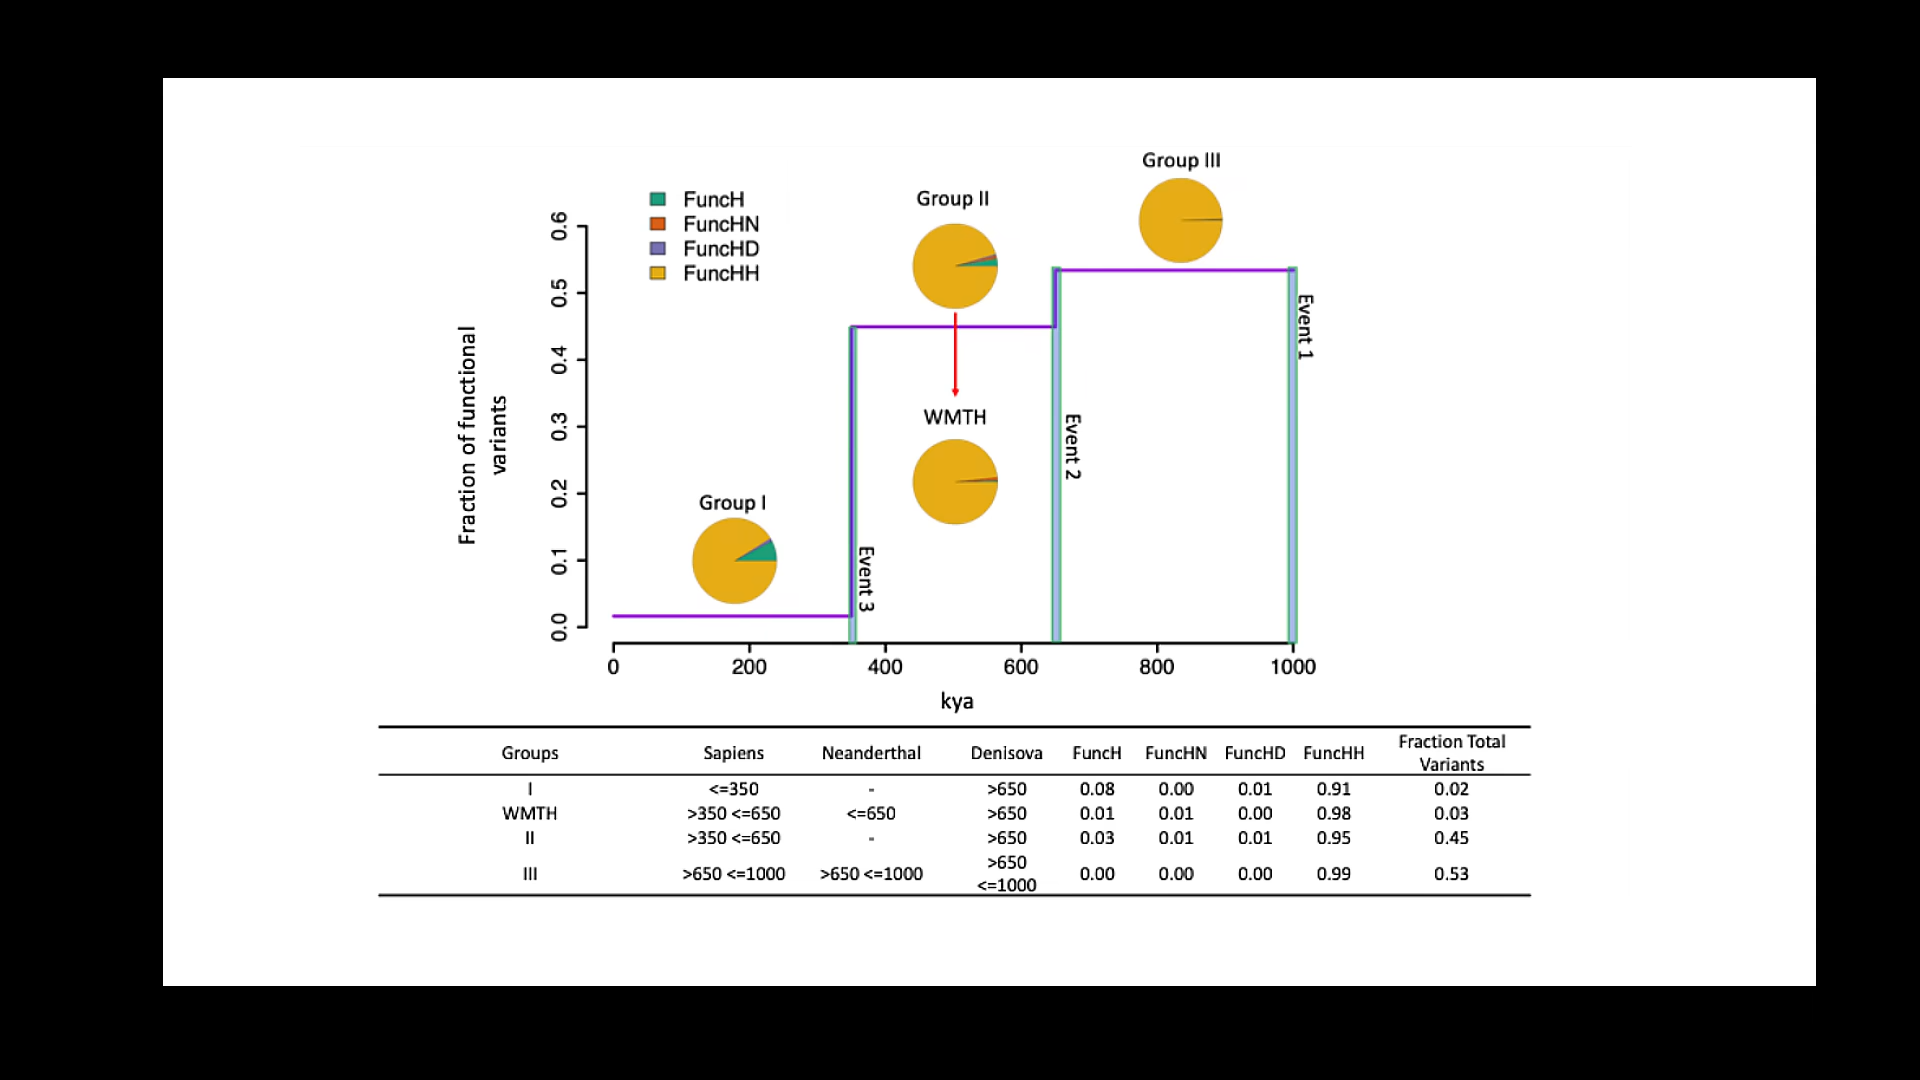 Group III
Group II
FuncH
FuncHN
FuncHD
FuncHH
0.6
0.5
0.4
0.3
0.2
0.1
0.0
Fraction of functional
variants
Event 1
WMTH
Event 2
Group I
Event 3
0 200 400 600 800 1000
kya
Groups Sapiens Neanderthal Denisova FuncH FuncHN FuncHD FuncHH Fraction Total
Variants
I <=350 - >650 0.08 0.00 0.01 0.91 0.02
WMTH >350 <=650 <=650 >650 0.01 0.01 0.00 0.98 0.03
II >350 <=650 - >650 0.03 0.01 0.01 0.95 0.45
III >650 <=1000 >650 <=1000 >650
<=1000 0.00 0.00 0.00 0.99 0.53